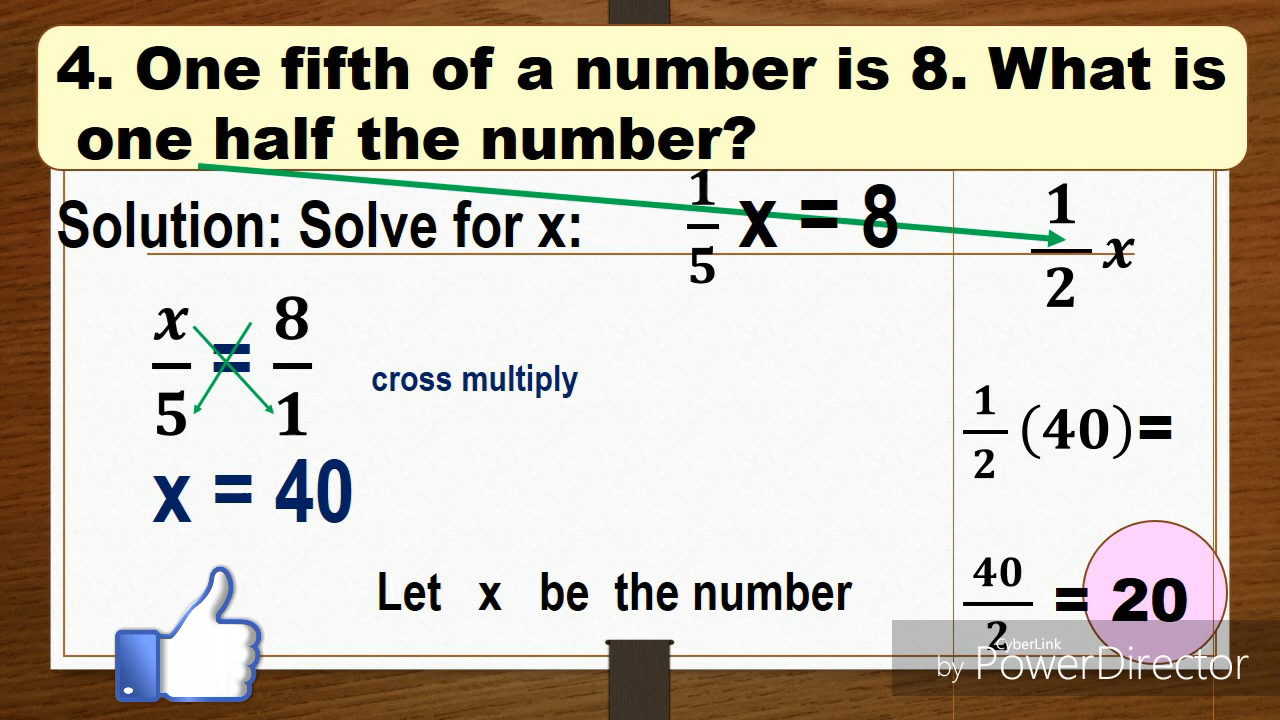 4. One fifth of a number is 8. What is
one half the number?
Solution: Solve for x: 1/5 x = 8
1/2 x
x/5 = 8/1
cross multiply
1/2 (40)=
x = 40
Let x be the number
40/2 = 20
by CyberLink PowerDirector